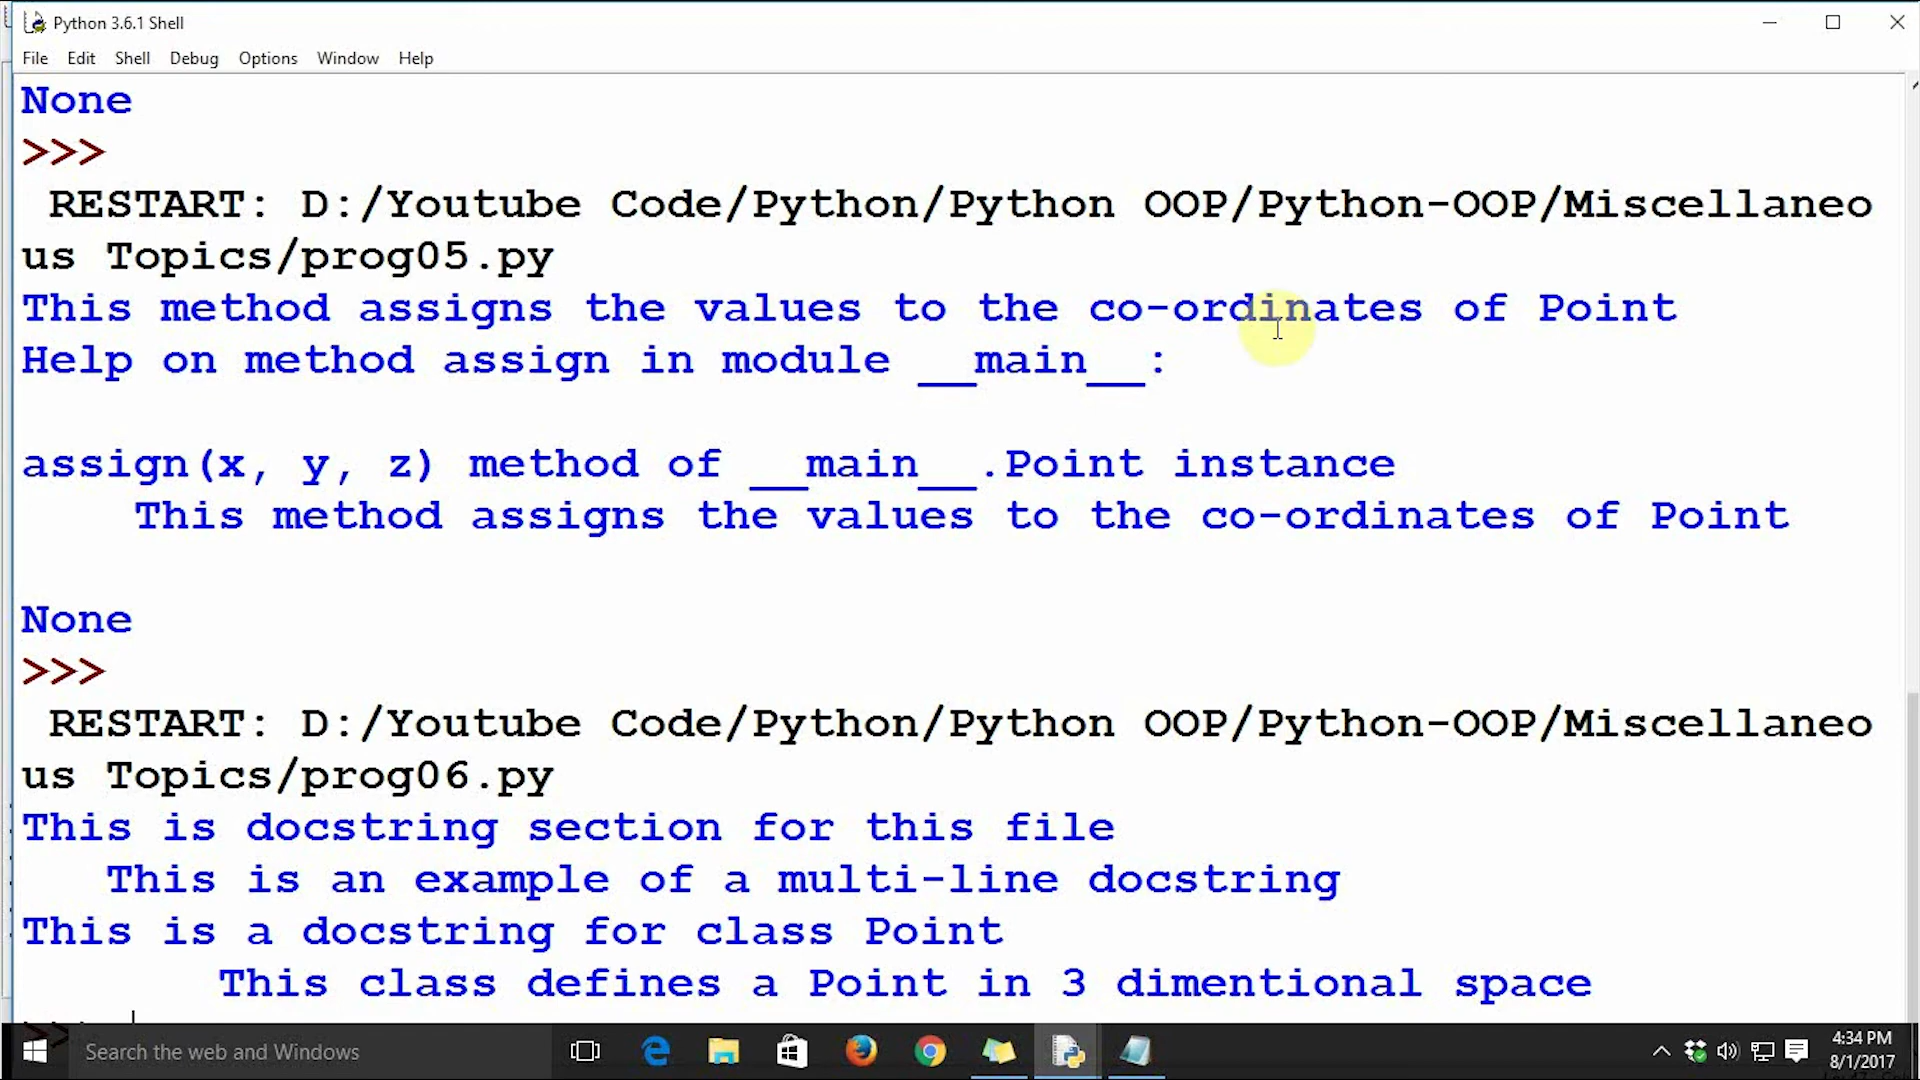 Python 3.6.1 Shell
File Edit Shell Debug Options Window Help
None
>>>
 RESTART: D:/Youtube Code/Python/Python OOP/Python-OOP/Miscellaneo
us Topics/prog05.py
This method assigns the values to the co-ordinates of Point
Help on method assign in module __main__:
assign(x, y, z) method of __main__.Point instance
    This method assigns the values to the co-ordinates of Point
None
>>>
 RESTART: D:/Youtube Code/Python/Python OOP/Python-OOP/Miscellaneo
us Topics/prog06.py
This is docstring section for this file
   This is an example of a multi-line docstring
This is a docstring for class Point
       This class defines a Point in 3 dimentional space
Search the web and Windows
4:34 PM
8/1/2017